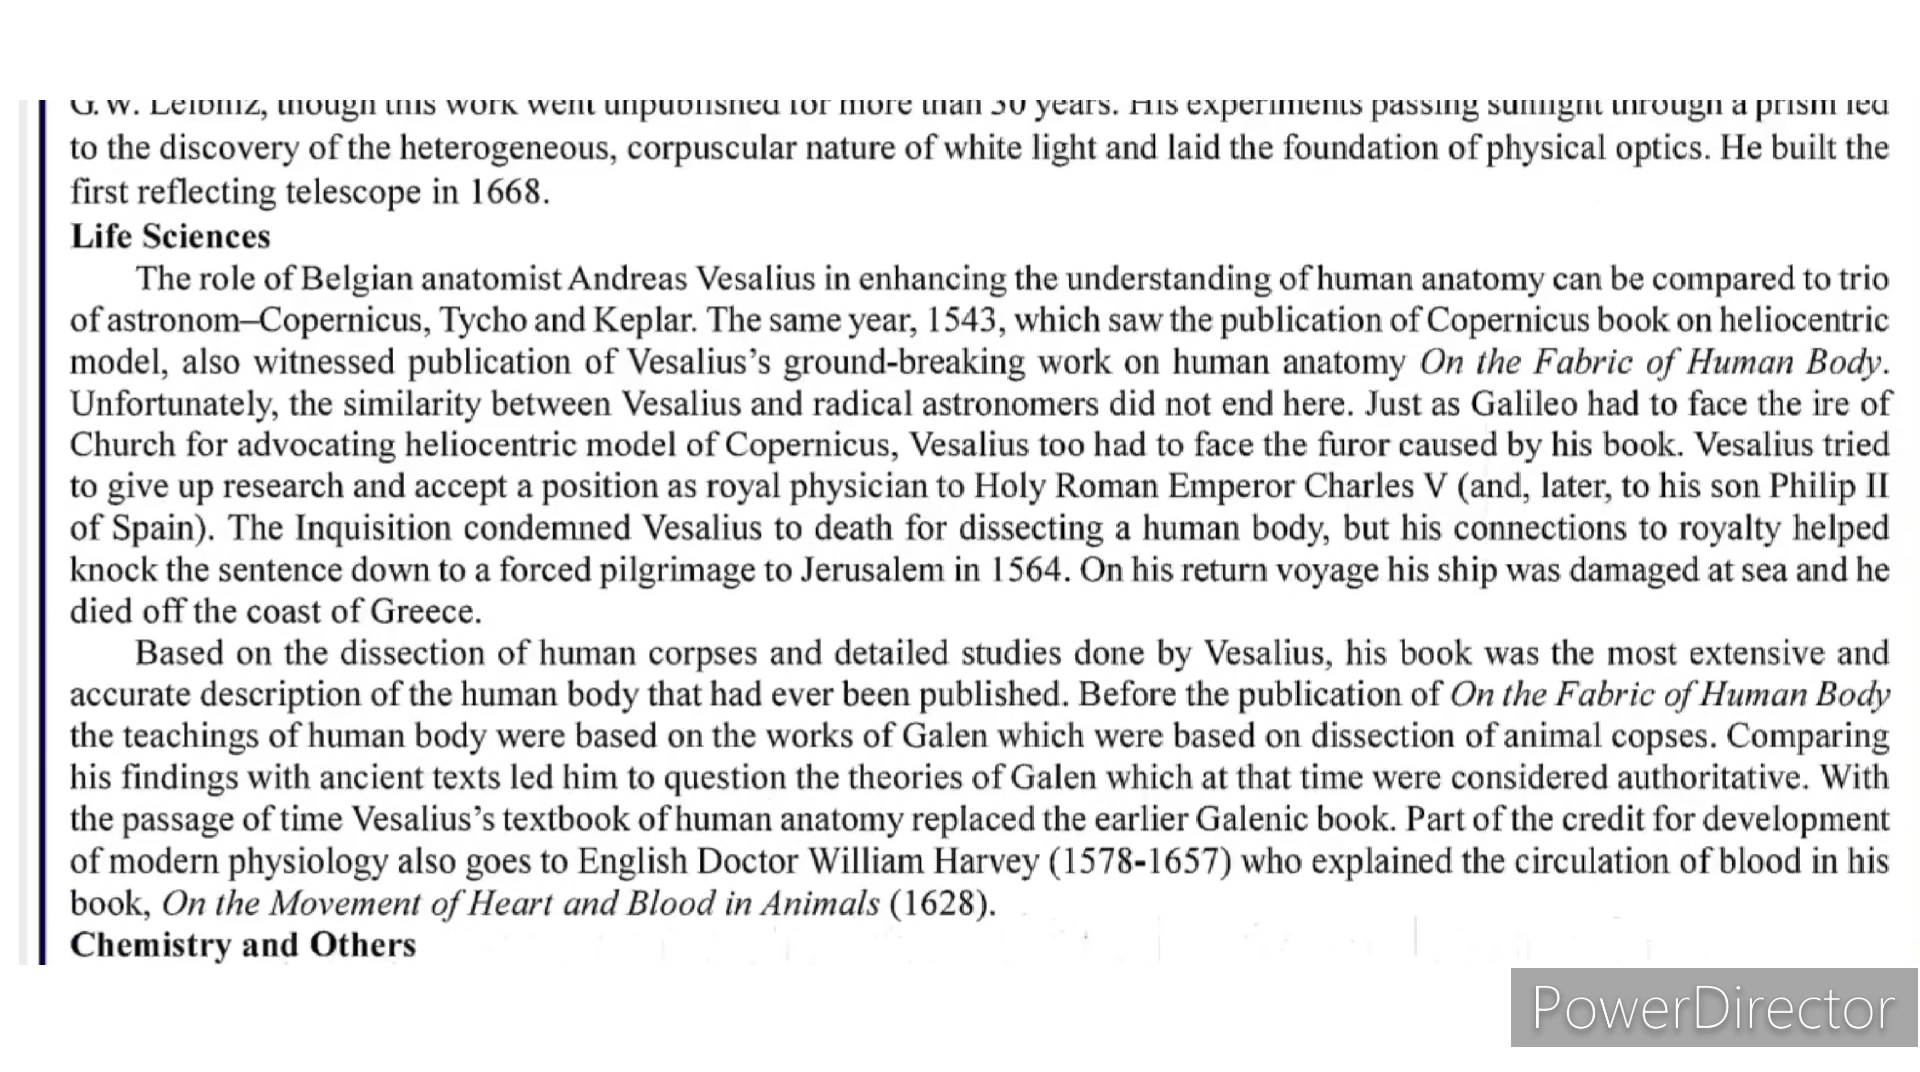 G. W. Leibniz, though this work went unpublished for more than 30 years. His experiments passing sunlight through a prism led
to the discovery of the heterogeneous, corpuscular nature of white light and laid the foundation of physical optics. He built the
first reflecting telescope in 1668.
Life Sciences
The role of Belgian anatomist Andreas Vesalius in enhancing the understanding of human anatomy can be compared to trio
of astronom–Copernicus, Tycho and Keplar. The same year, 1543, which saw the publication of Copernicus book on heliocentric
model, also witnessed publication of Vesalius’s ground-breaking work on human anatomy On the Fabric of Human Body.
Unfortunately, the similarity between Vesalius and radical astronomers did not end here. Just as Galileo had to face the ire of
Church for advocating heliocentric model of Copernicus, Vesalius too had to face the furor caused by his book. Vesalius tried
to give up research and accept a position as royal physician to Holy Roman Emperor Charles V (and, later, to his son Philip II
of Spain). The Inquisition condemned Vesalius to death for dissecting a human body, but his connections to royalty helped
knock the sentence down to a forced pilgrimage to Jerusalem in 1564. On his return voyage his ship was damaged at sea and he
died off the coast of Greece.
Based on the dissection of human corpses and detailed studies done by Vesalius, his book was the most extensive and
accurate description of the human body that had ever been published. Before the publication of On the Fabric of Human Body
the teachings of human body were based on the works of Galen which were based on dissection of animal copses. Comparing
his findings with ancient texts led him to question the theories of Galen which at that time were considered authoritative. With
the passage of time Vesalius’s textbook of human anatomy replaced the earlier Galenic book. Part of the credit for development
of modern physiology also goes to English Doctor William Harvey (1578-1657) who explained the circulation of blood in his
book, On the Movement of Heart and Blood in Animals (1628).
Chemistry and Others
PowerDirector